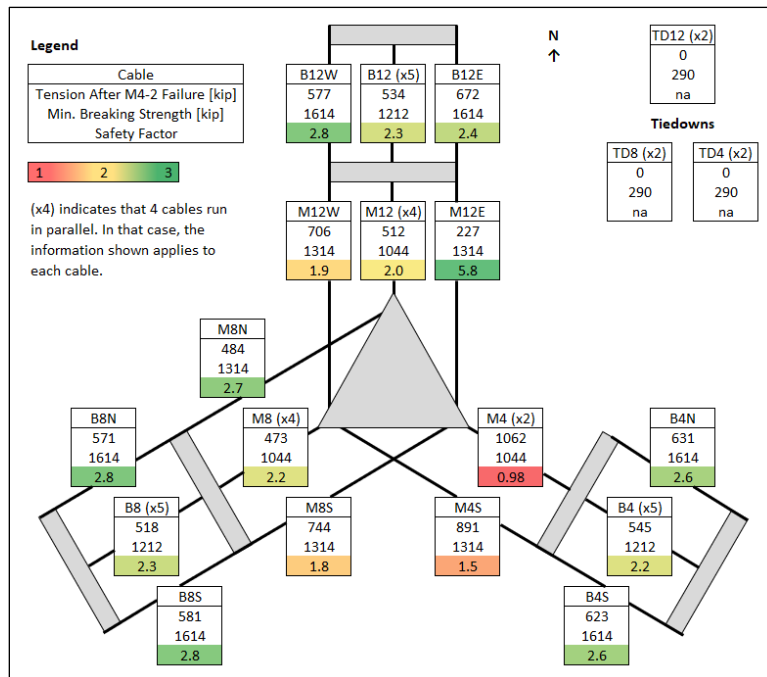 Legend
Cable
Tension After M4-2 Failure [kip]
Min. Breaking Strength [kip]
Safety Factor
1 2 3
(x4) indicates that 4 cables run
in parallel. In that case, the
information shown applies to
each cable.
N
↑
TD12 (x2)
0
290
na
Tiedowns
TD8 (x2)
0
290
na
TD4 (x2)
0
290
na
B12W
577
1614
2.8
B12 (x5)
534
1212
2.3
B12E
672
1614
2.4
M12W
706
1314
1.9
M12 (x4)
512
1044
2.0
M12E
227
1314
5.8
M8N
484
1314
2.7
B8N
571
1614
2.8
M8 (x4)
473
1044
2.2
M4 (x2)
1062
1044
0.98
B4N
631
1614
2.6
B8 (x5)
518
1212
2.3
M8S
744
1314
1.8
M4S
891
1314
1.5
B4 (x5)
545
1212
2.2
B8S
581
1614
2.8
B4S
623
1614
2.6